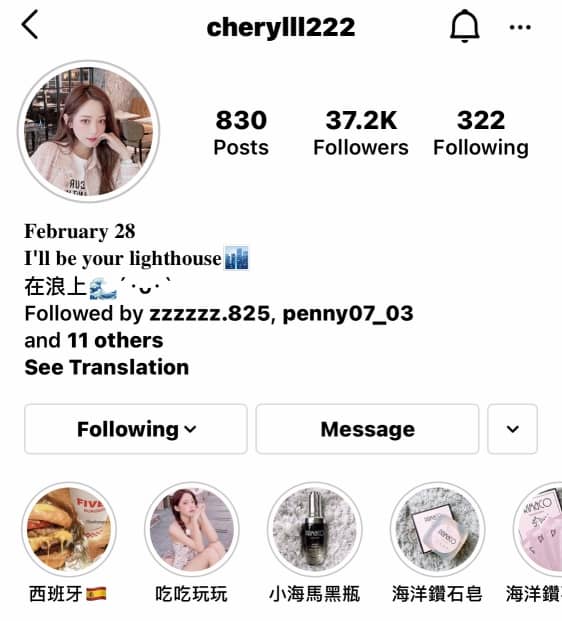 cherylll222
830
Posts
37.2K
Followers
322
Following
February 28
I'll be your lighthouse🌃
在浪上🌊ˊ·ᴗ·ˋ
Followed by zzzzzz.825, penny07_03
and 11 others
See Translation
Following
Message
FIVE
西班牙🇪🇸
吃吃玩玩
小海馬黑瓶
海洋鑽石皂
海洋鑽